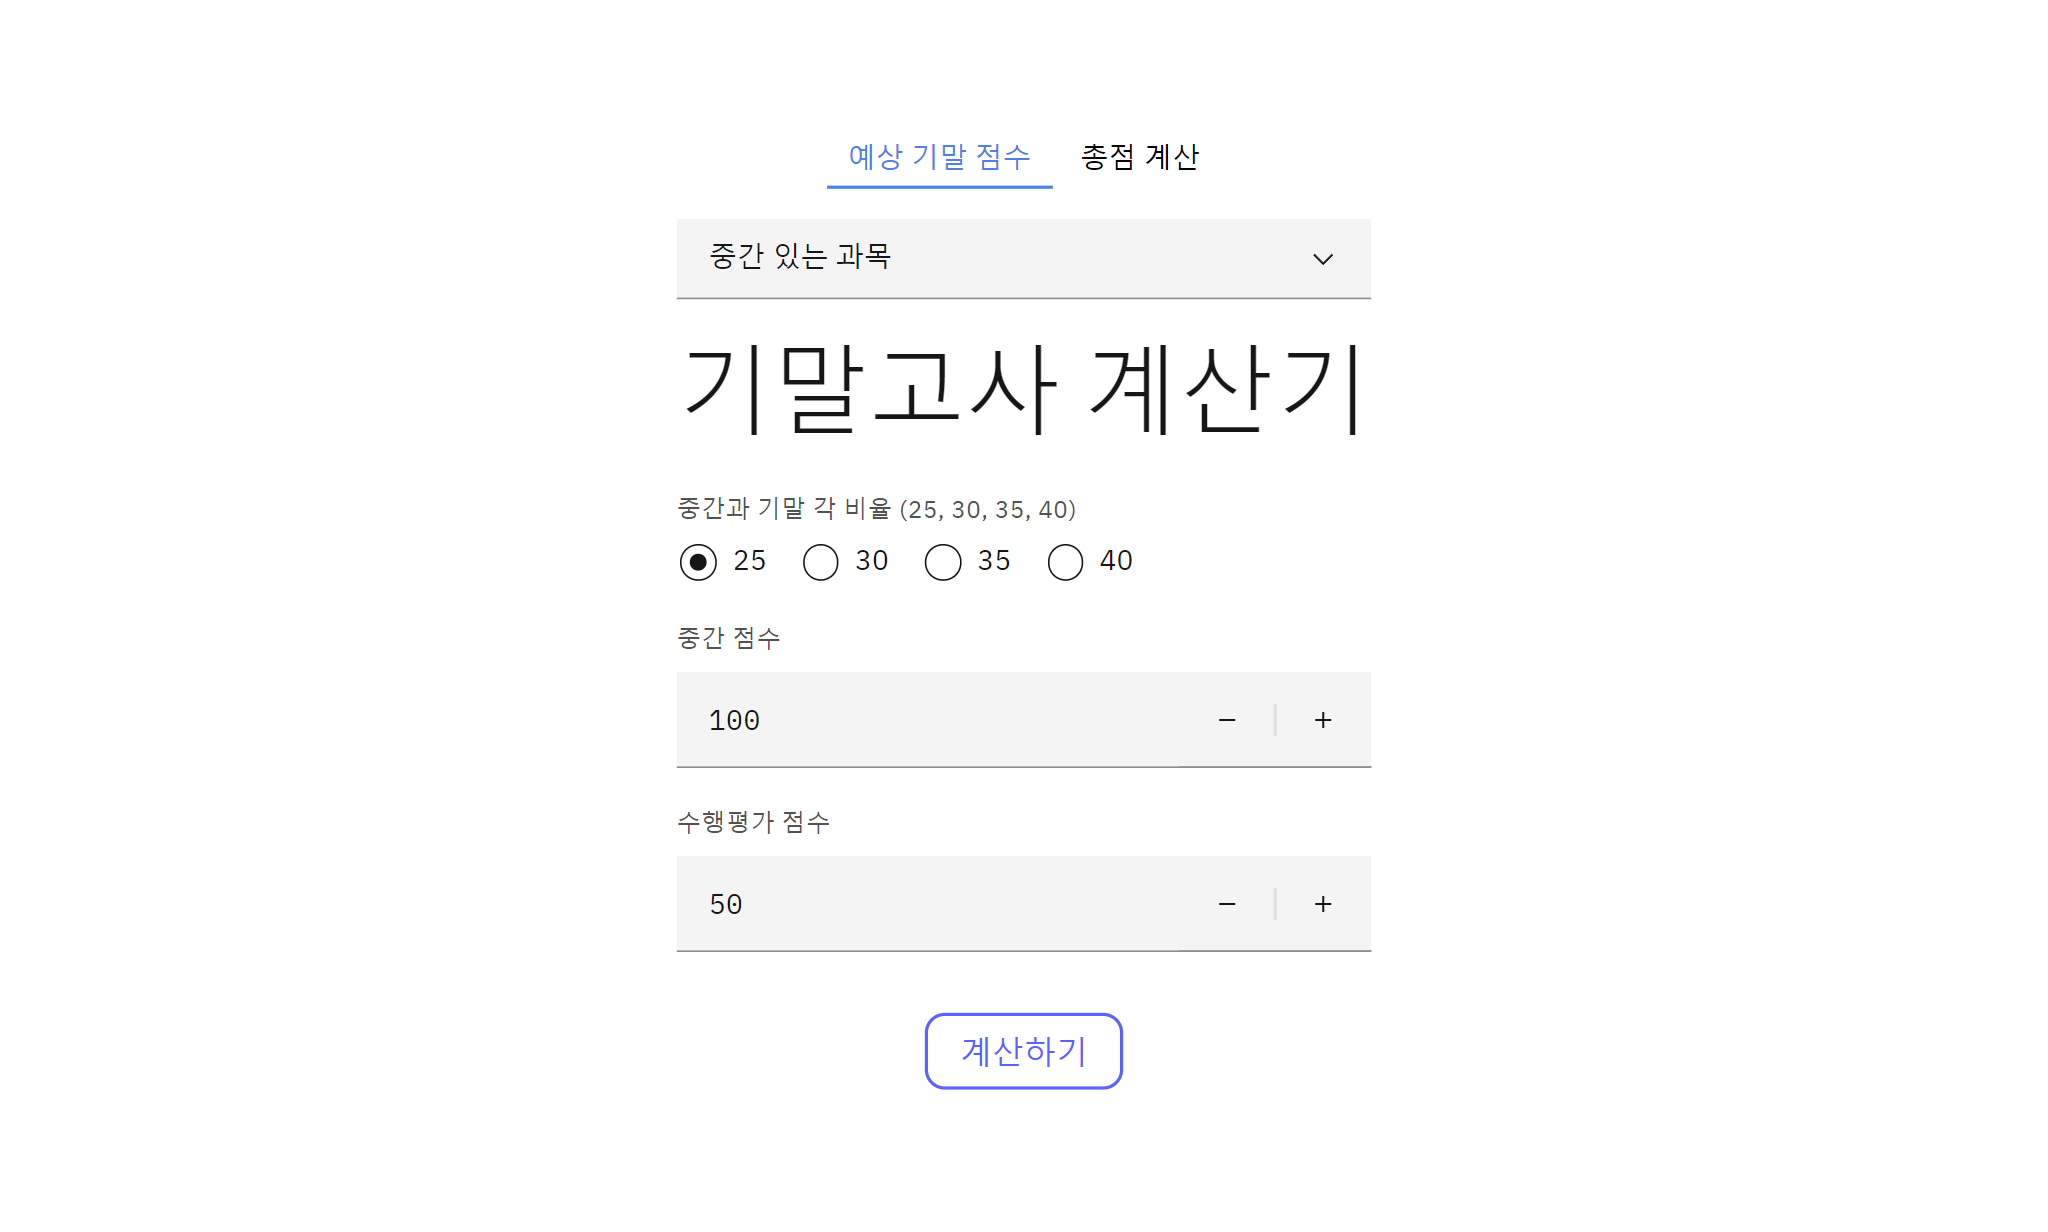 예상 기말 점수 총점 계산
중간 있는 과목
기말고사 계산기
중간과 기말 각 비율 (25, 30, 35, 40)
25 30 35 40
중간 점수
100
수행평가 점수
50
계산하기